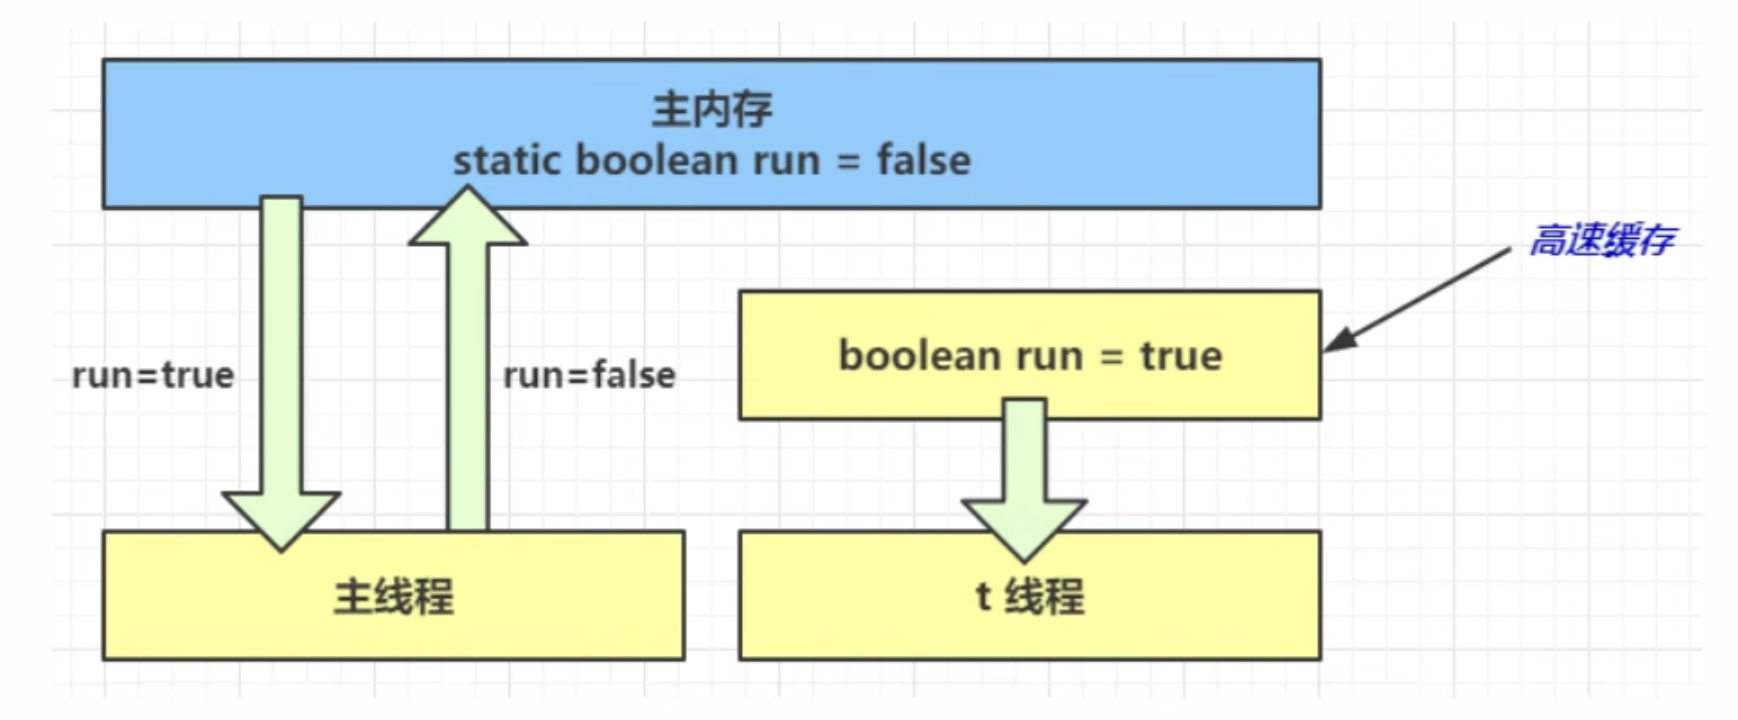 主内存
static boolean run = false
高速缓存
boolean run = true
run=true
run=false
主线程
t 线程